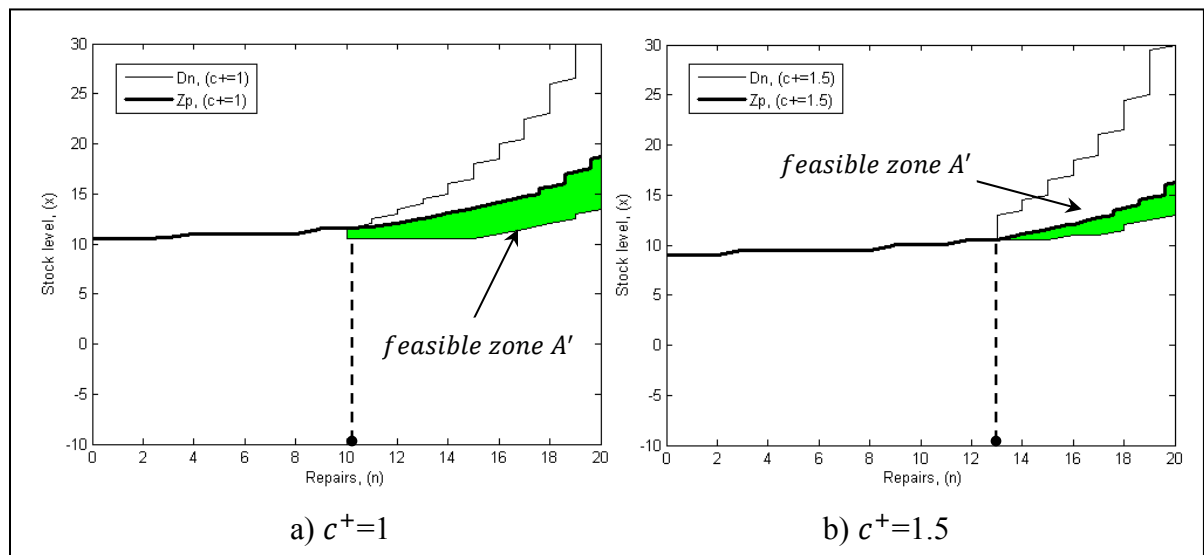 30
25
20
15
10
5
0
-5
-10
Stock level, (x)
Dn, (c+=1)
Zp, (c+=1)
feasible zone A′
0 2 4 6 8 10 12 14 16 18 20
Repairs, (n)
a) c⁺=1
30
25
20
15
10
5
0
-5
-10
Stock level, (x)
Dn, (c+=1.5)
Zp, (c+=1.5)
feasible zone A′
0 2 4 6 8 10 12 14 16 18 20
Repairs, (n)
b) c⁺=1.5